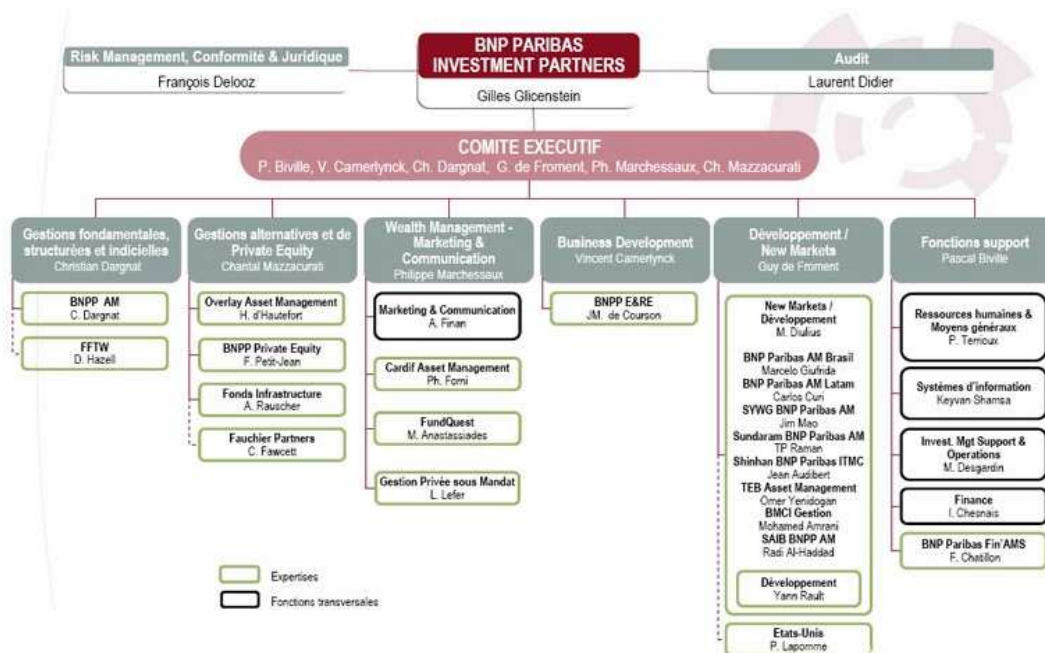 BNP PARIBAS
INVESTMENT PARTNERS
Gilles Glicenstein
Risk Management, Conformité & Juridique
François Delooz
Audit
Laurent Didier
COMITE EXECUTIF
P. Biville, V. Camerlynck, Ch. Dargnat, G. de Froment, Ph. Marchessaux, Ch. Mazzacurati
Gestions fondamentales,
structurées et indicielles
Christian Dargnat
BNPP AM
C. Dargnat
FFTW
D. Hazell
Gestions alternatives et de
Private Equity
Chantal Mazzacurati
Overlay Asset Management
H. d'Hautefort
BNPP Private Equity
F. Petit-Jean
Fonds Infrastructure
A. Rauscher
Fauchier Partners
C. Fawcett
Wealth Management -
Marketing &
Communication
Philippe Marchessaux
Marketing & Communication
A. Finan
Cardif Asset Management
Ph. Forni
FundQuest
M. Anastassiades
Gestion Privée sous Mandat
L. Lefer
Business Development
Vincent Camerlynck
BNPP E&RE
JM. de Courson
Développement /
New Markets
Guy de Froment
New Markets /
Développement
M. Diulius
BNP Paribas AM Brasil
Marcelo Giufrida
BNP Paribas AM Latam
Carlos Curi
SYWG BNP Paribas AM
Jim Mao
Sundaram BNP Paribas AM
TP Raman
Shinhan BNP Paribas ITMC
Jean Audibert
TEB Asset Management
Omer Yenidogan
BMCI Gestion
Mohamed Amrani
SAIB BNPP AM
Radi Al-Haddad
Développement
Yann Rault
Etats-Unis
P. Lapomme
Fonctions support
Pascal Biville
Ressources humaines &
Moyens généraux
P. Terrioux
Systèmes d'information
Keyvan Shamsa
Invest. Mgt Support &
Operations
M. Desgardin
Finance
I. Chesnais
BNP Paribas Fin'AMS
F. Chatillon
Expertises
Fonctions transversales